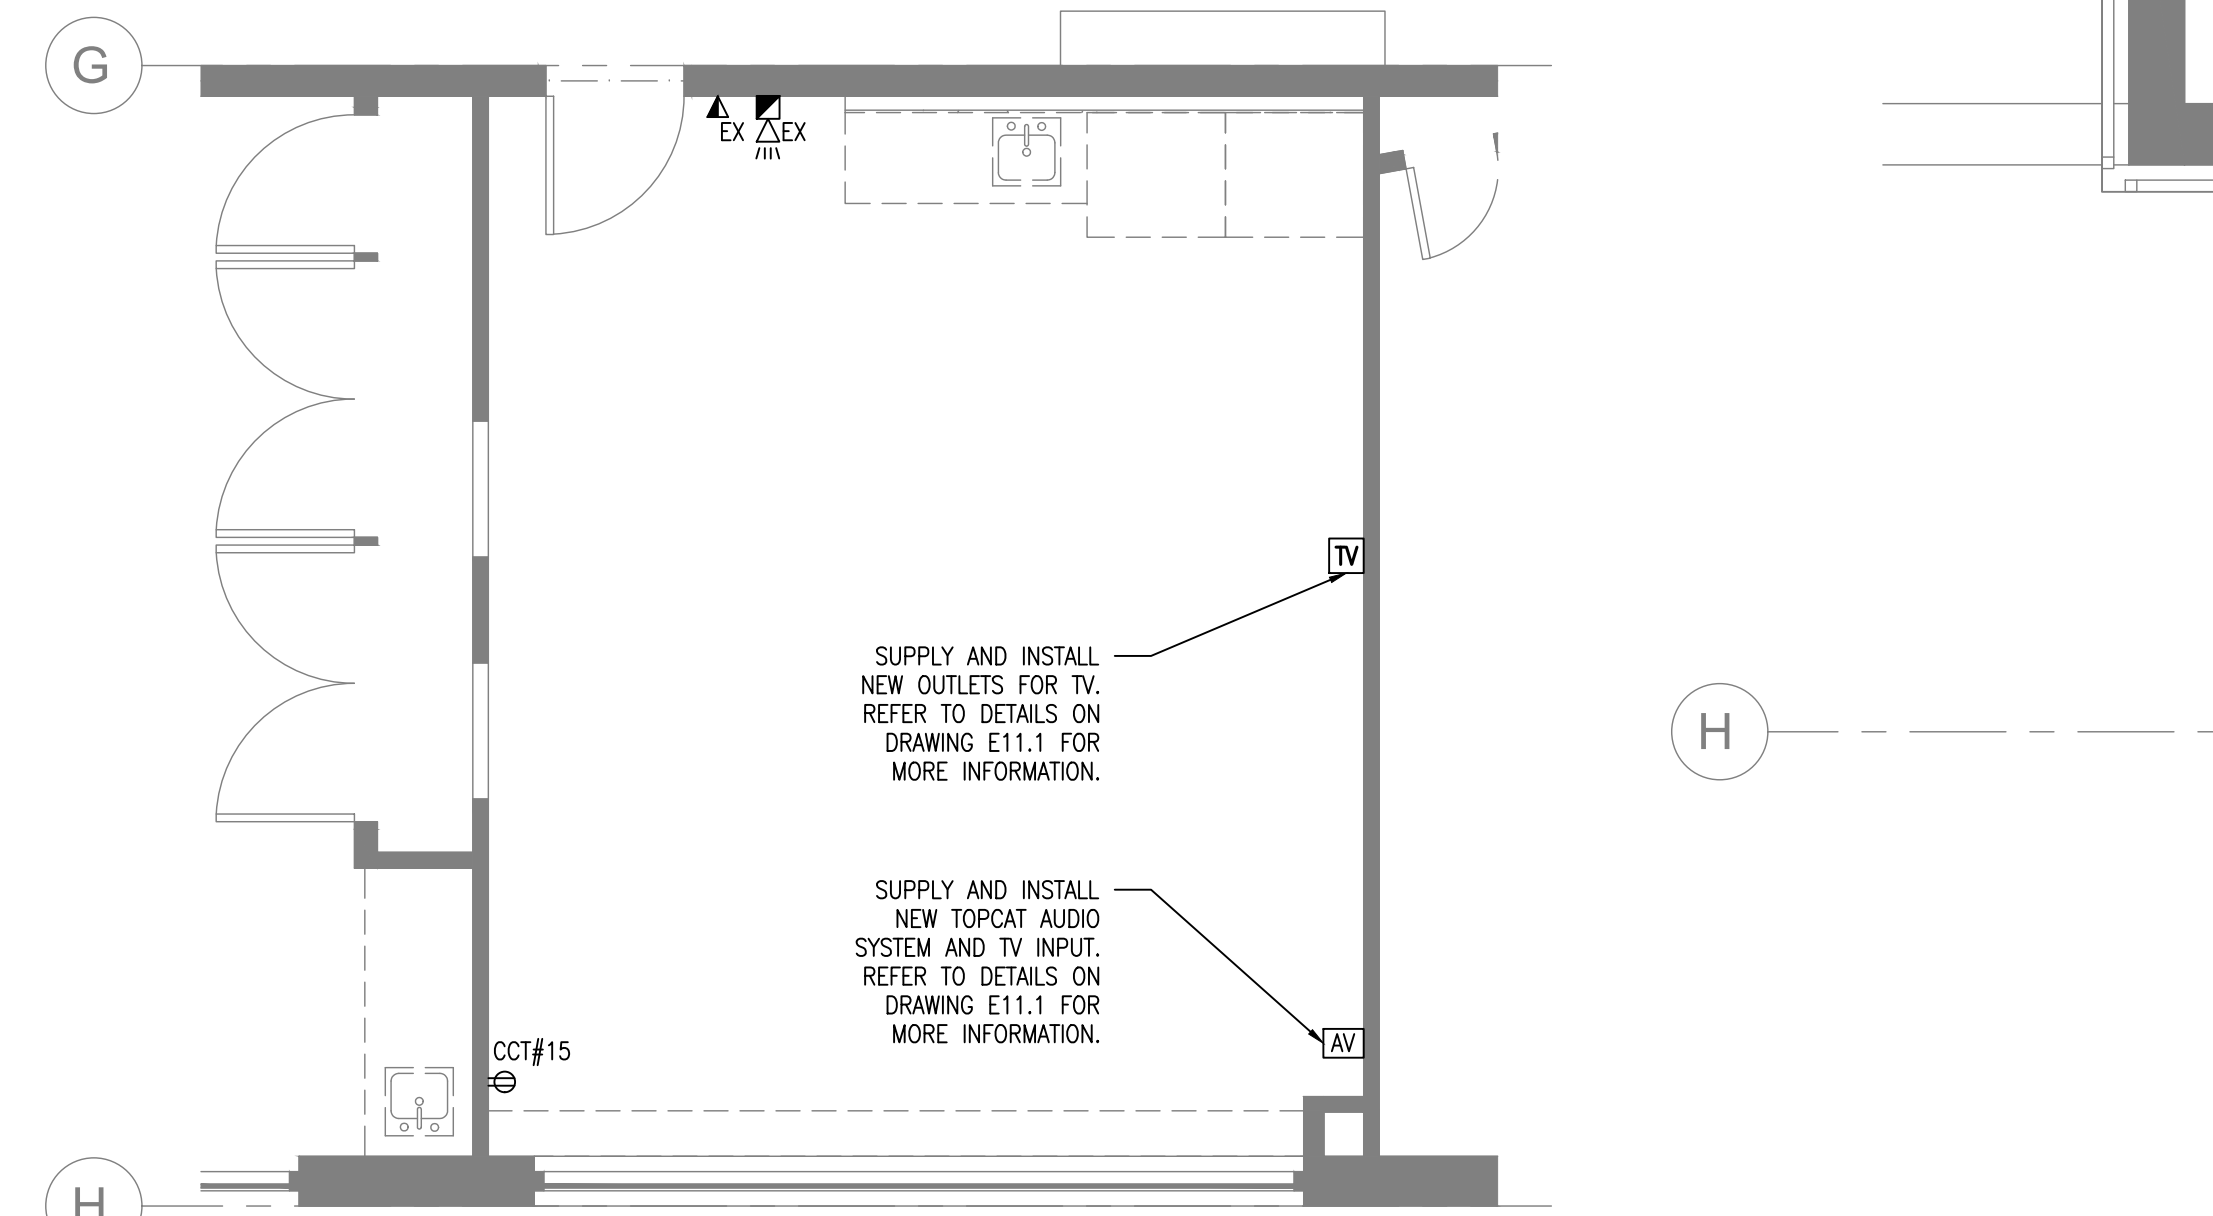 G
EX
EX
TV
SUPPLY AND INSTALL
NEW OUTLETS FOR TV.
REFER TO DETAILS ON
DRAWING E11.1 FOR
MORE INFORMATION.
H
SUPPLY AND INSTALL
NEW TOPCAT AUDIO
SYSTEM AND TV INPUT.
REFER TO DETAILS ON
DRAWING E11.1 FOR
MORE INFORMATION.
AV
CCT#15
H